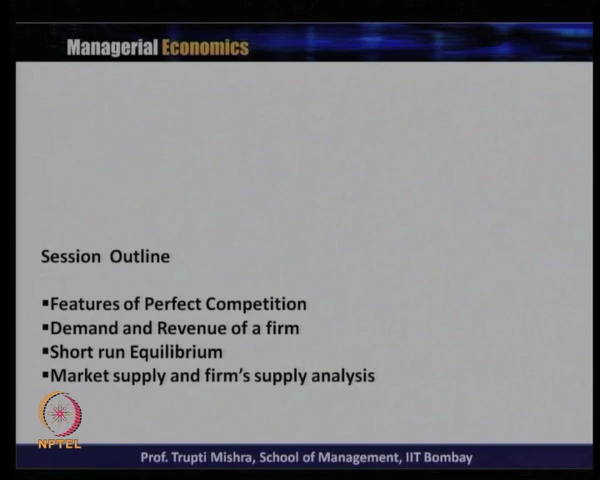 Managerial Economics
Session Outline
▪Features of Perfect Competition
▪Demand and Revenue of a firm
▪Short run Equilibrium
▪Market supply and firm's supply analysis
NPTEL
Prof. Trupti Mishra, School of Management, IIT Bombay